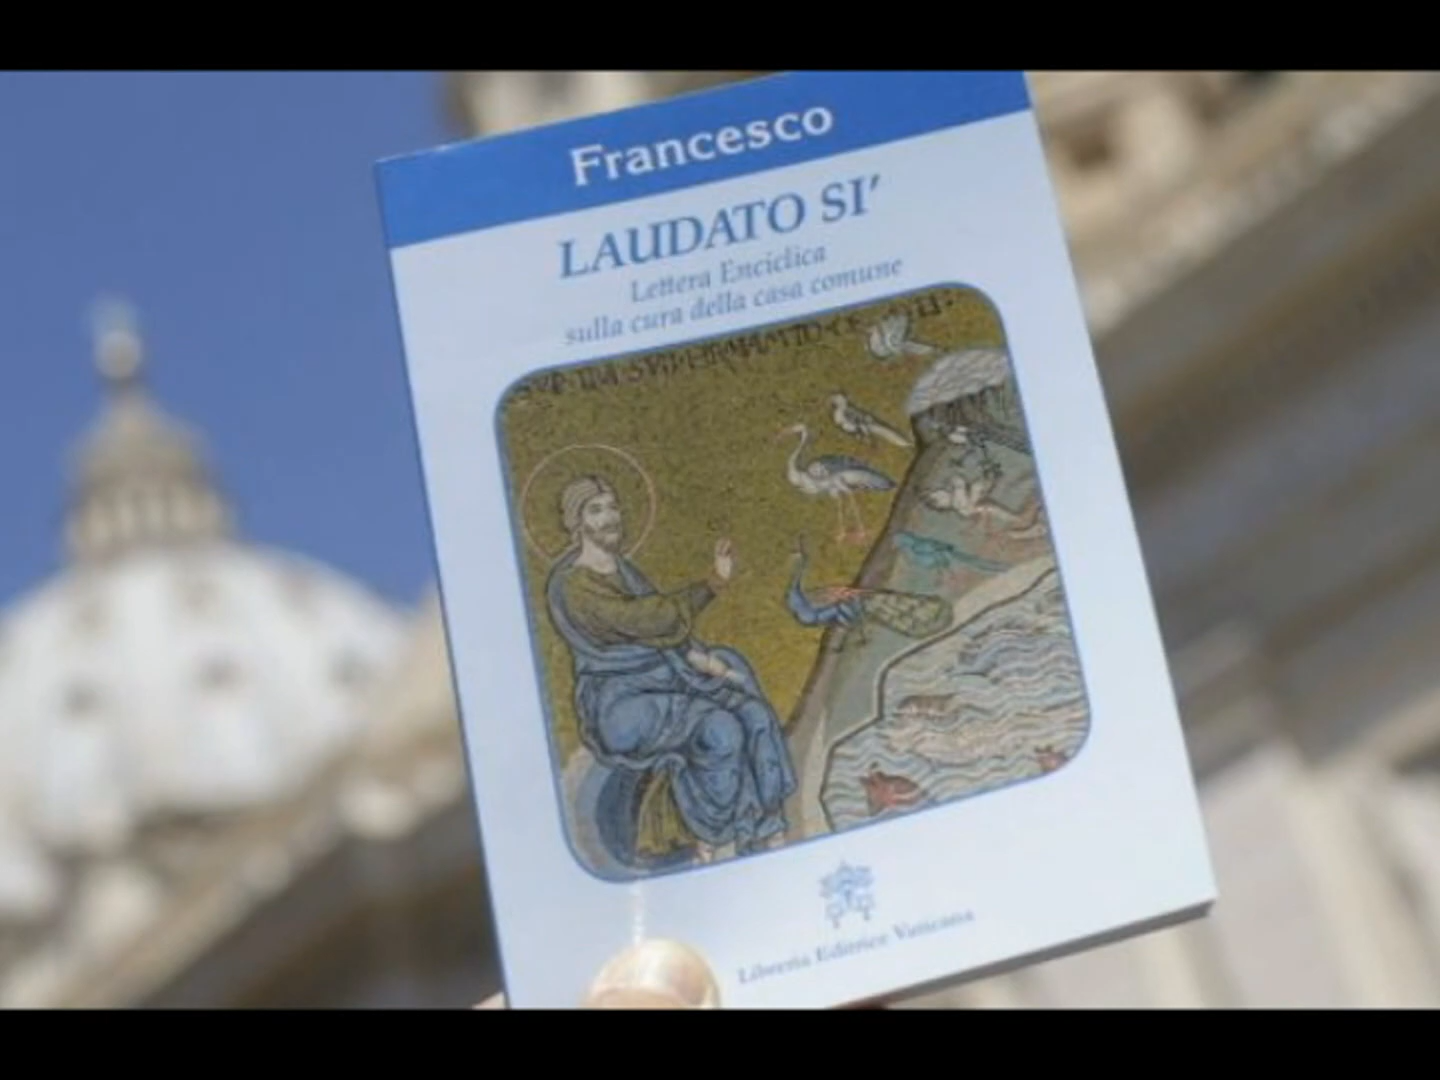 Francesco
LAUDATO SI’
Lettera Enciclica
sulla cura della casa comune
Libreria Editrice Vaticana